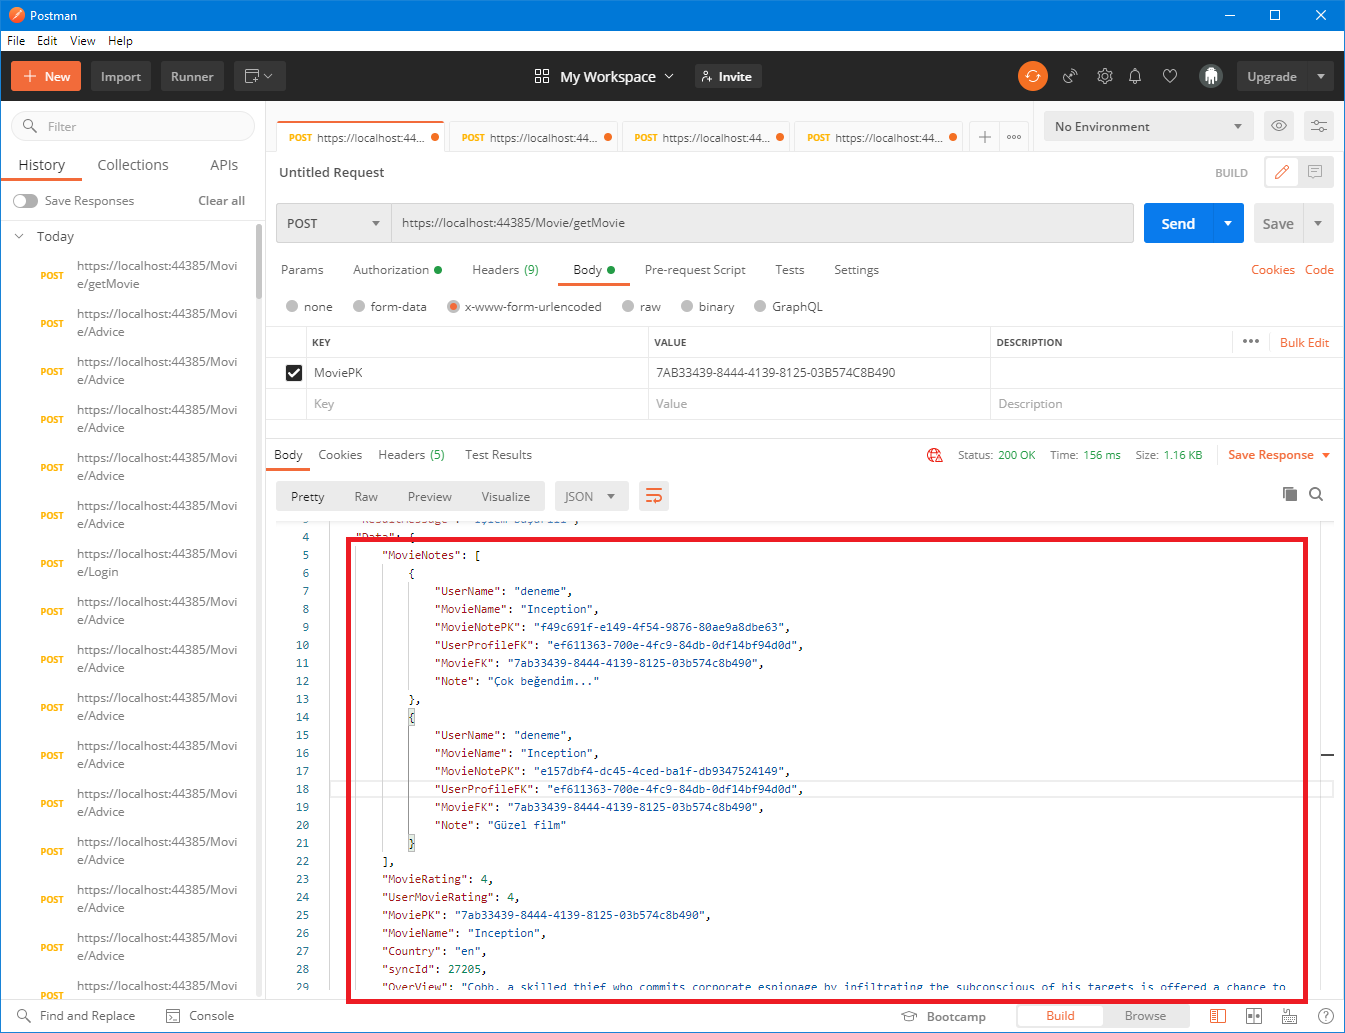 Postman
File Edit View Help
New Import Runner My Workspace Invite Upgrade
Filter
History Collections APIs
Save Responses Clear all
Today
POST https://localhost:44385/Movi
e/getMovie
POST https://localhost:44385/Movi
e/Advice
POST https://localhost:44385/Movi
e/Advice
POST https://localhost:44385/Movi
e/Advice
POST https://localhost:44385/Movi
e/Advice
POST https://localhost:44385/Movi
e/Advice
POST https://localhost:44385/Movi
e/Login
POST https://localhost:44385/Movi
e/Advice
POST https://localhost:44385/Movi
e/Advice
POST https://localhost:44385/Movi
e/Advice
POST https://localhost:44385/Movi
e/Advice
POST https://localhost:44385/Movi
e/Advice
POST https://localhost:44385/Movi
e/Advice
POST https://localhost:44385/Movi
e/Advice
POST https://localhost:44385/Movi
e/Advice
POST https://localhost:44385/Movi
POST https://localhost:44... POST https://localhost:44... POST https://localhost:44... POST https://localhost:44... No Environment
Untitled Request BUILD
POST https://localhost:44385/Movie/getMovie Send Save
Params Authorization Headers (9) Body Pre-request Script Tests Settings Cookies Code
none form-data x-www-form-urlencoded raw binary GraphQL
KEY VALUE DESCRIPTION ••• Bulk Edit
MoviePK 7AB33439-8444-4139-8125-03B574C8B490
Key Value Description
Body Cookies Headers (5) Test Results Status: 200 OK Time: 156 ms Size: 1.16 KB Save Response
Pretty Raw Preview Visualize JSON
4 "Data": {
5 "MovieNotes": [
6 {
7 "UserName": "deneme",
8 "MovieName": "Inception",
9 "MovieNotePK": "f49c691f-e149-4f54-9876-80ae9a8dbe63",
10 "UserProfileFK": "ef611363-700e-4fc9-84db-0df14bf94d0d",
11 "MovieFK": "7ab33439-8444-4139-8125-03b574c8b490",
12 "Note": "Çok beğendim..."
13 },
14 {
15 "UserName": "deneme",
16 "MovieName": "Inception",
17 "MovieNotePK": "e157dbf4-dc45-4ced-ba1f-db9347524149",
18 "UserProfileFK": "ef611363-700e-4fc9-84db-0df14bf94d0d",
19 "MovieFK": "7ab33439-8444-4139-8125-03b574c8b490",
20 "Note": "Güzel film"
21 }
22 ],
23 "MovieRating": 4,
24 "UserMovieRating": 4,
25 "MoviePK": "7ab33439-8444-4139-8125-03b574c8b490",
26 "MovieName": "Inception",
27 "Country": "en",
28 "syncId": 27205,
29 "OverView": "Cobb, a skilled thief who commits corporate espionage by infiltrating the subconscious of his targets is offered a chance to
Find and Replace Console Bootcamp Build Browse